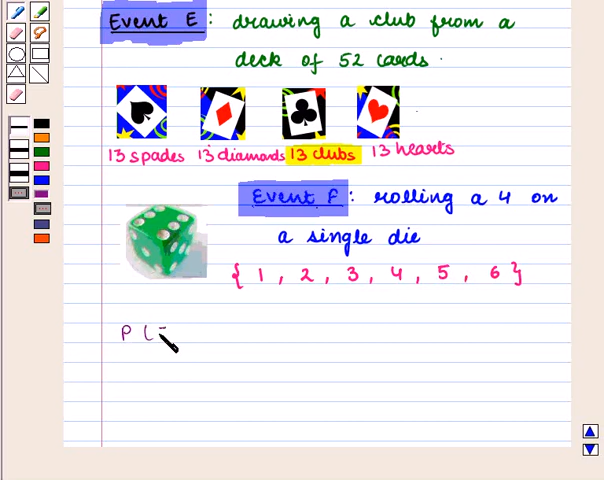 Event E : drawing a club from a
deck of 52 cards.
13 spades 13 diamonds 13 clubs 13 hearts
Event F : rolling a 4 on
a single die
{ 1 , 2 , 3 , 4 , 5 , 6 }
P (